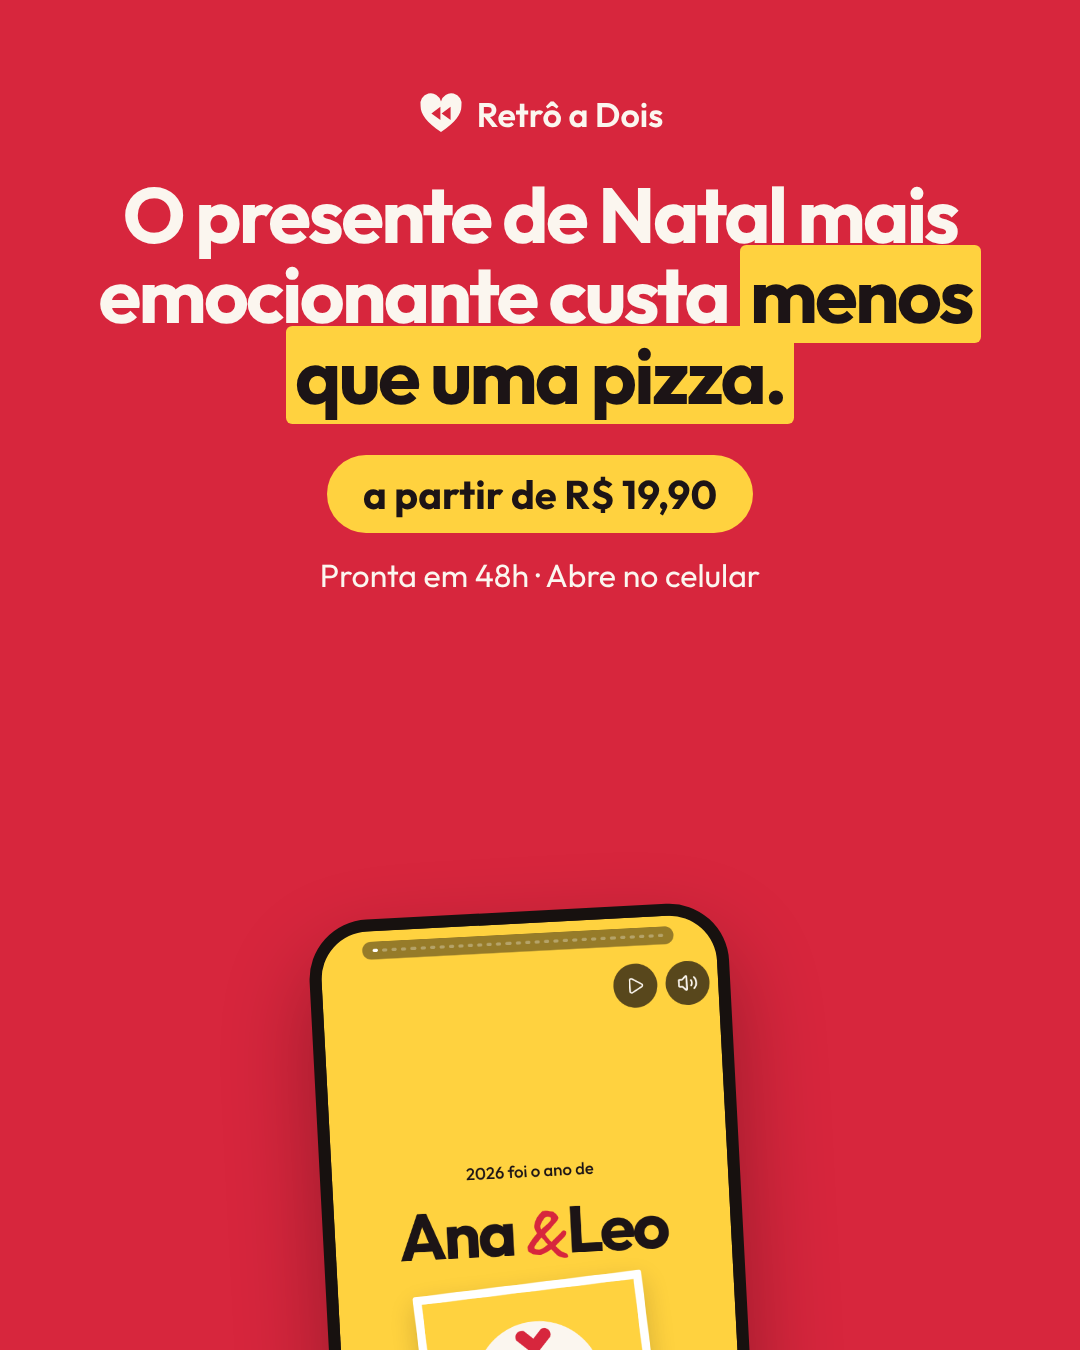 Retrô a Dois
O presente de Natal mais
emocionante custa menos
que uma pizza.
a partir de R$ 19,90
Pronta em 48h · Abre no celular
2026 foi o ano de
Ana &Leo